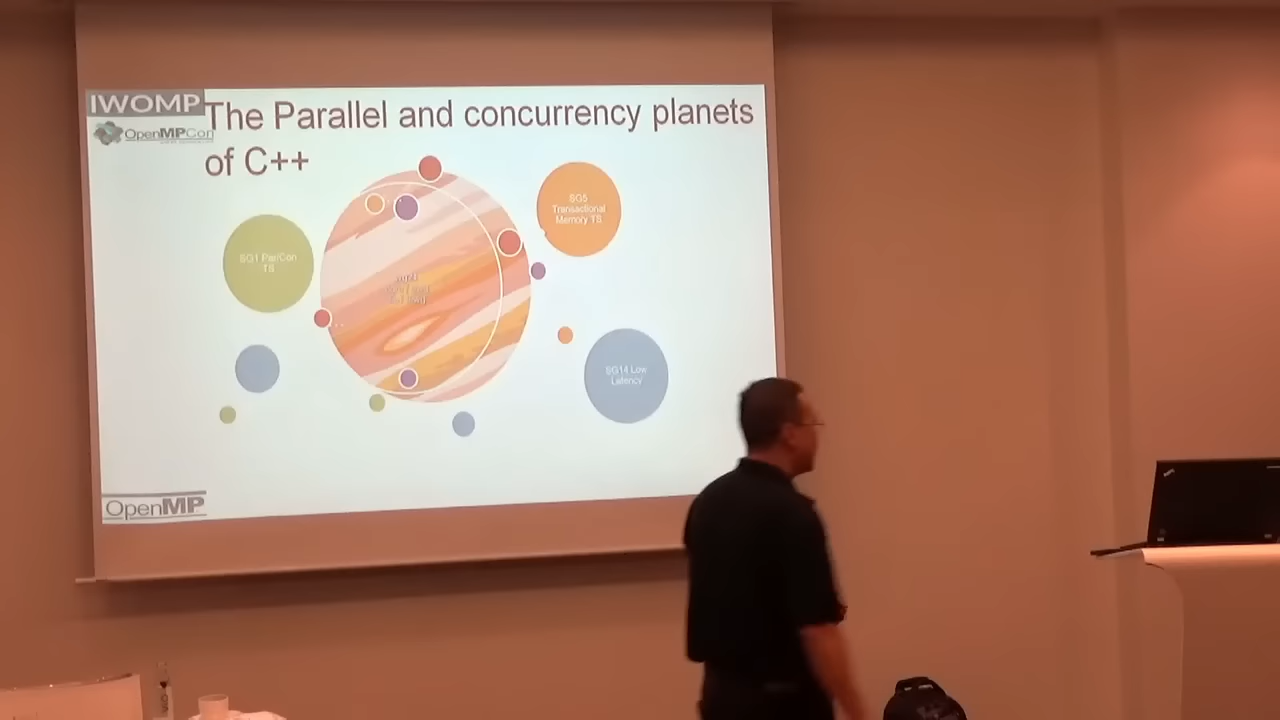 IWOMP
OpenMPCon
The Parallel and concurrency planets
of C++
SG5
Transactional
Memory TS
SG1 Par/Con
TS
SG14 Low
Latency
OpenMP